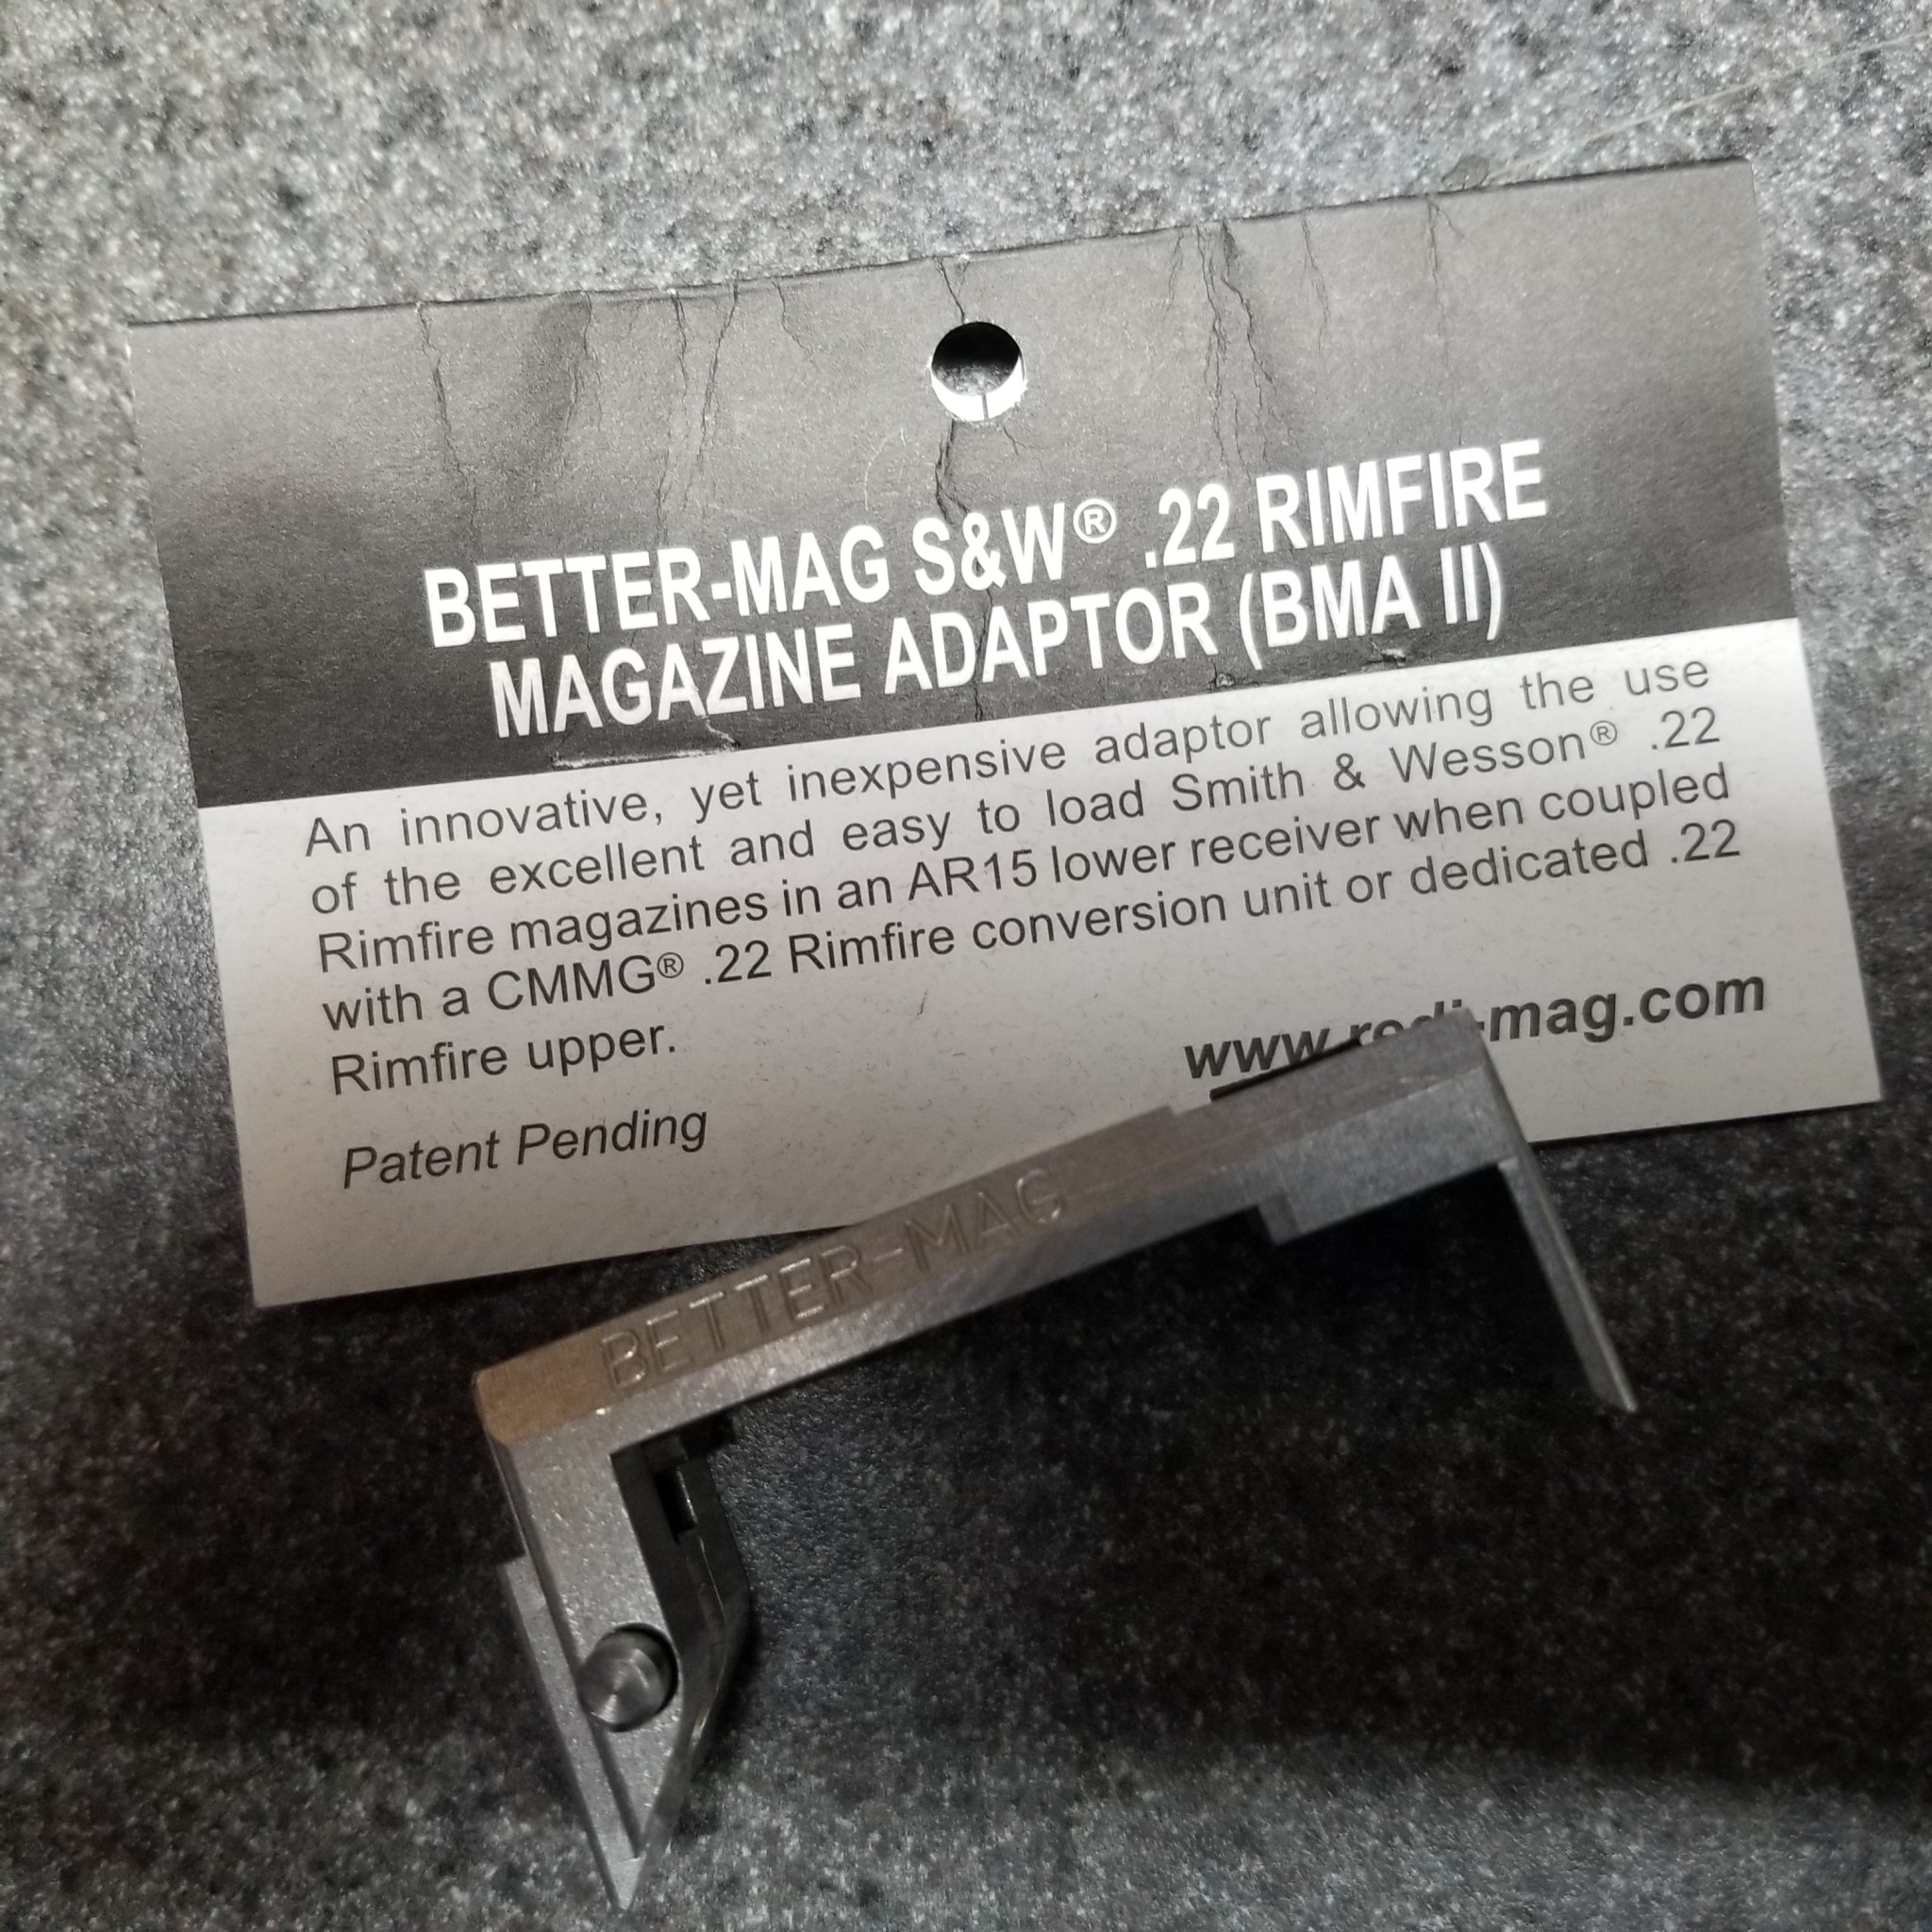 BETTER-MAG S&W® .22 RIMFIRE
MAGAZINE ADAPTOR (BMA II)
An innovative, yet inexpensive adaptor allowing the use
of the excellent and easy to load Smith & Wesson® .22
Rimfire magazines in an AR15 lower receiver when coupled
with a CMMG® .22 Rimfire conversion unit or dedicated .22
Rimfire upper.
www.redi-mag.com
Patent Pending
BETTER-MAG